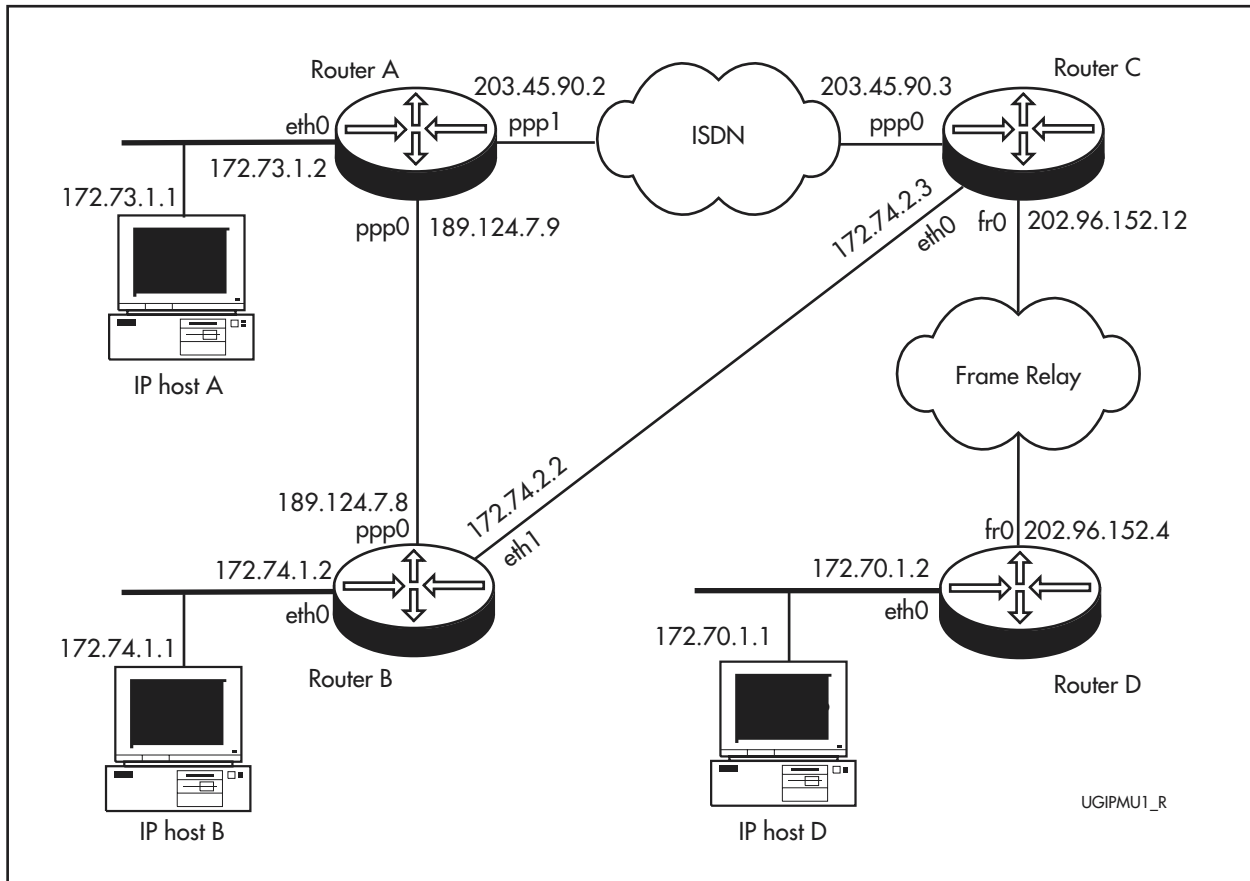 Router A
Router C
203.45.90.2
203.45.90.3
eth0
ppp1
ISDN
ppp0
172.73.1.2
172.73.1.1
172.74.2.3
eth0
ppp0
189.124.7.9
fr0
202.96.152.12
IP host A
Frame Relay
172.74.2.2
eth1
189.124.7.8
ppp0
fr0
202.96.152.4
172.74.1.2
eth0
172.70.1.2
eth0
172.74.1.1
172.70.1.1
Router B
Router D
UGIPMU1_R
IP host B
IP host D